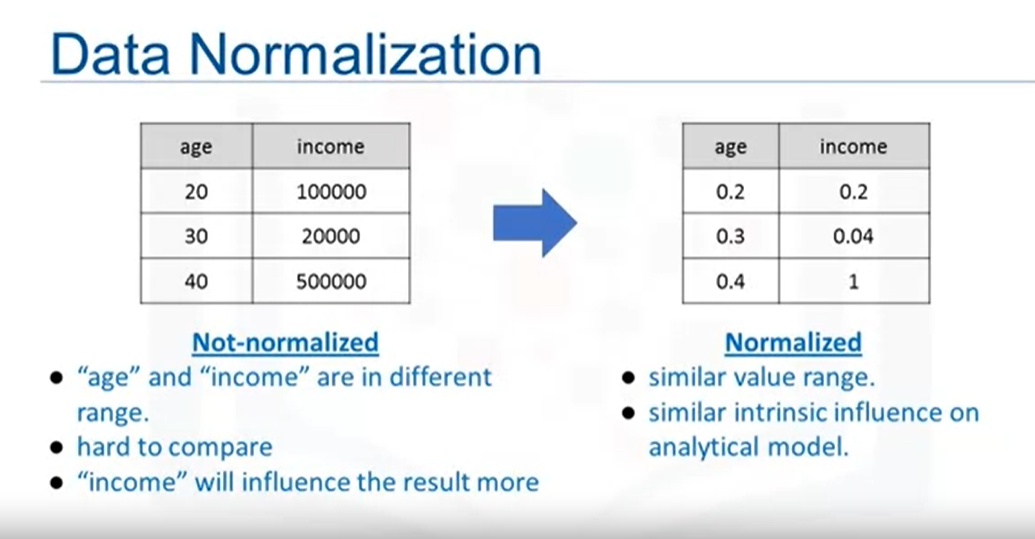 Data Normalization
age income
20 100000
30 20000
40 500000
age income
0.2 0.2
0.3 0.04
0.4 1
Not-normalized
● “age” and “income” are in different
range.
● hard to compare
● “income” will influence the result more
Normalized
● similar value range.
● similar intrinsic influence on
analytical model.